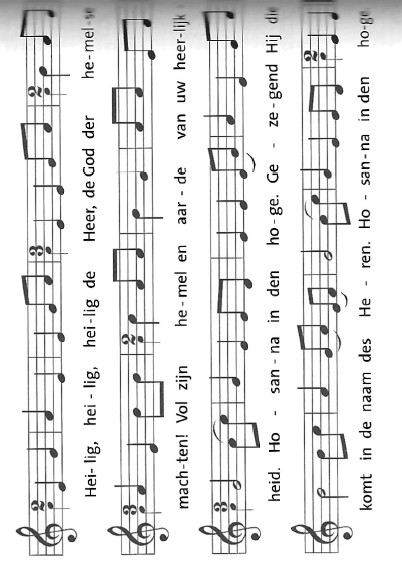 Hei - lig, hei - lig, hei - lig de Heer, de God der he - mel - se
mach - ten! Vol zijn he - mel en aar - de van uw heer - lijk -
heid. Ho - san - na in den ho - ge. Ge - ze - gend Hij die
komt in de naam des He - ren. Ho - san - na in den ho - ge.